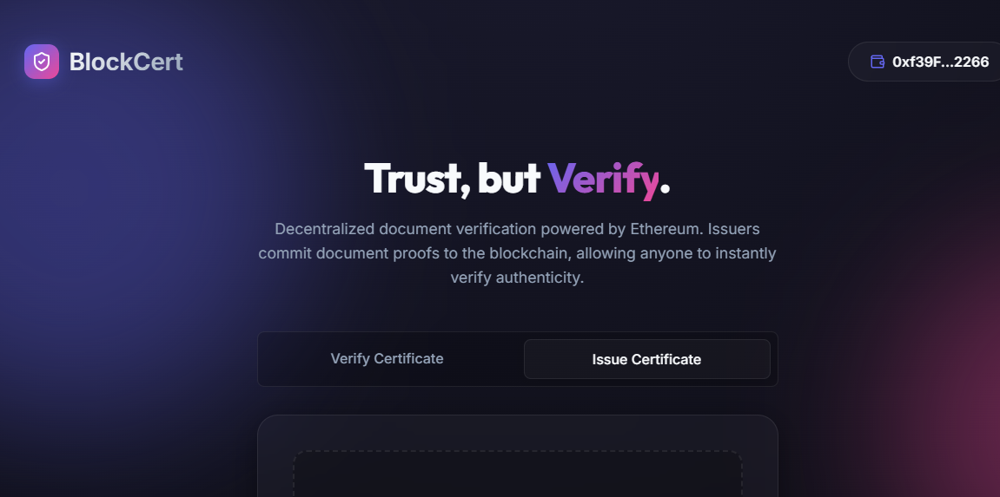 BlockCert
0xf39F...2266
Trust, but Verify.
Decentralized document verification powered by Ethereum. Issuers
commit document proofs to the blockchain, allowing anyone to instantly
verify authenticity.
Verify Certificate
Issue Certificate